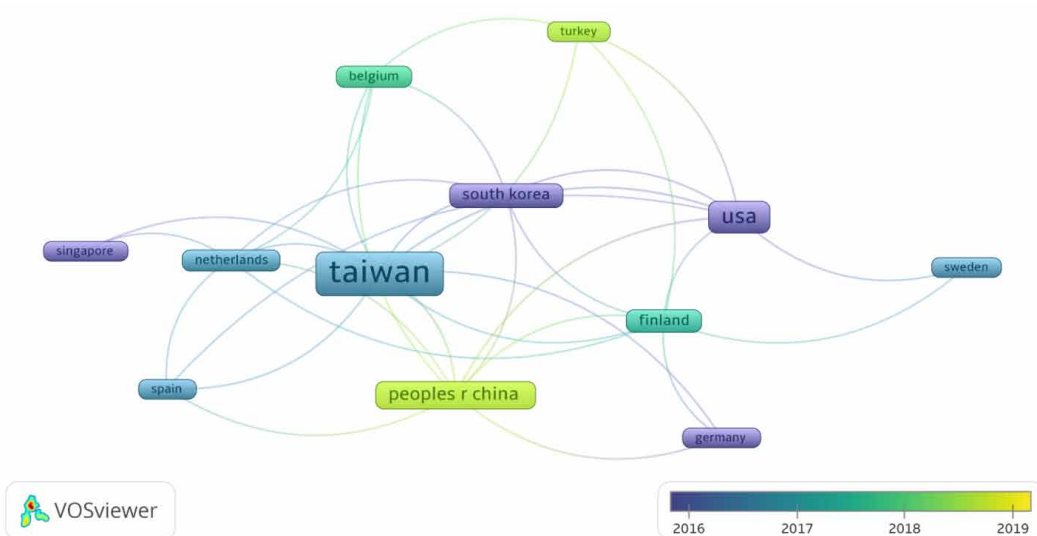 turkey
belgium
south korea
usa
singapore
netherlands
taiwan
sweden
finland
spain
peoples r china
germany
VOSviewer
2016
2017
2018
2019